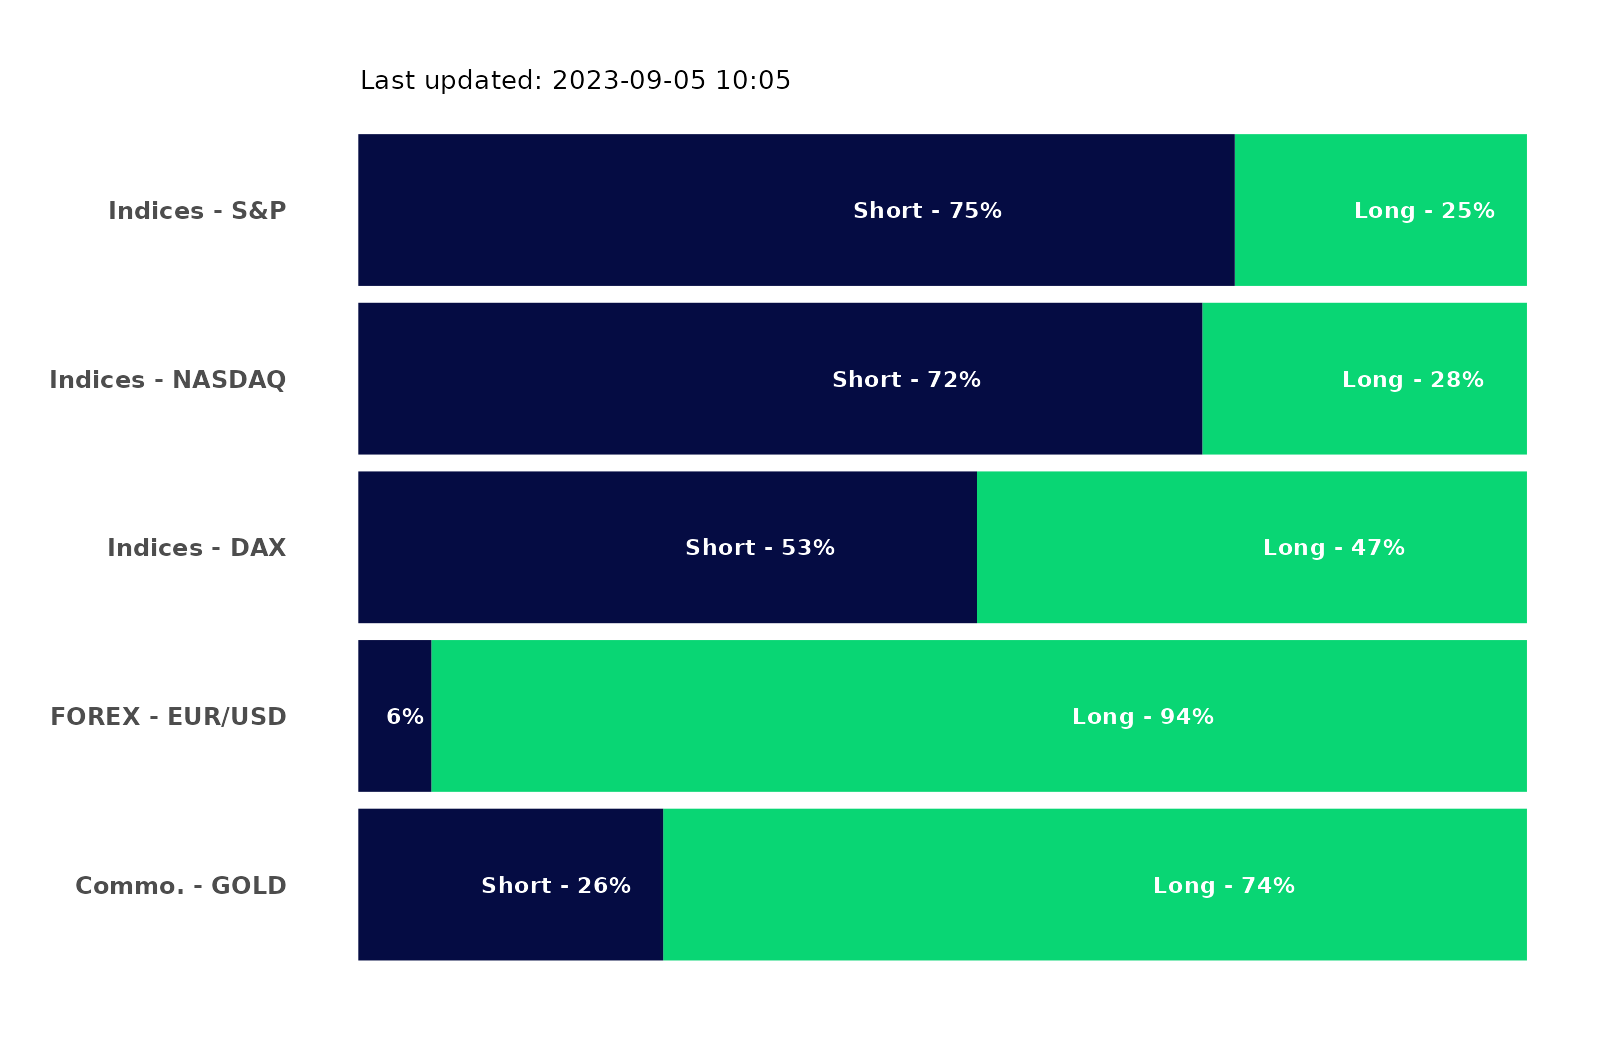 Last updated: 2023-09-05 10:05
Indices - S&P Short - 75% Long - 25%
Indices - NASDAQ Short - 72% Long - 28%
Indices - DAX Short - 53% Long - 47%
FOREX - EUR/USD 6% Long - 94%
Commo. - GOLD Short - 26% Long - 74%